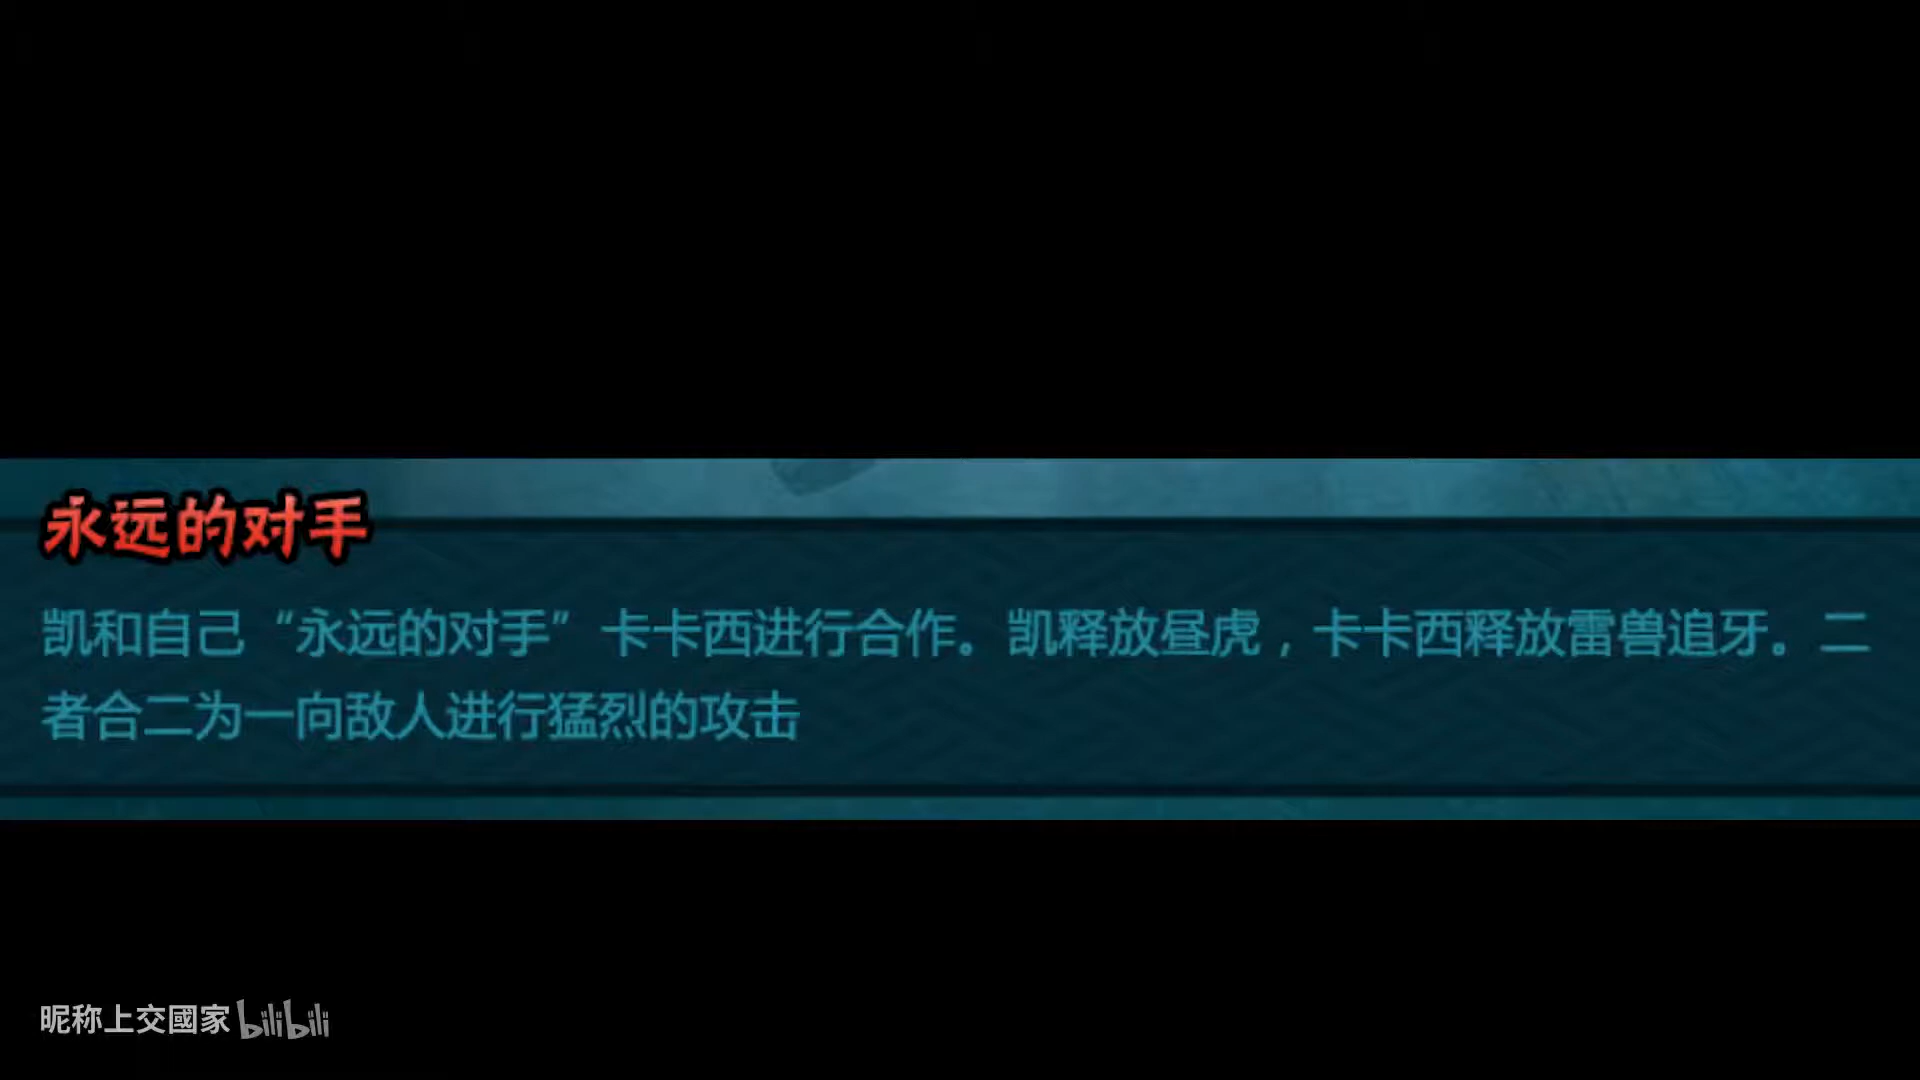 永远的对手
凯和自己“永远的对手”卡卡西进行合作。凯释放昼虎，卡卡西释放雷兽追牙。二
者合二为一向敌人进行猛烈的攻击
昵称上交國家 bilibili